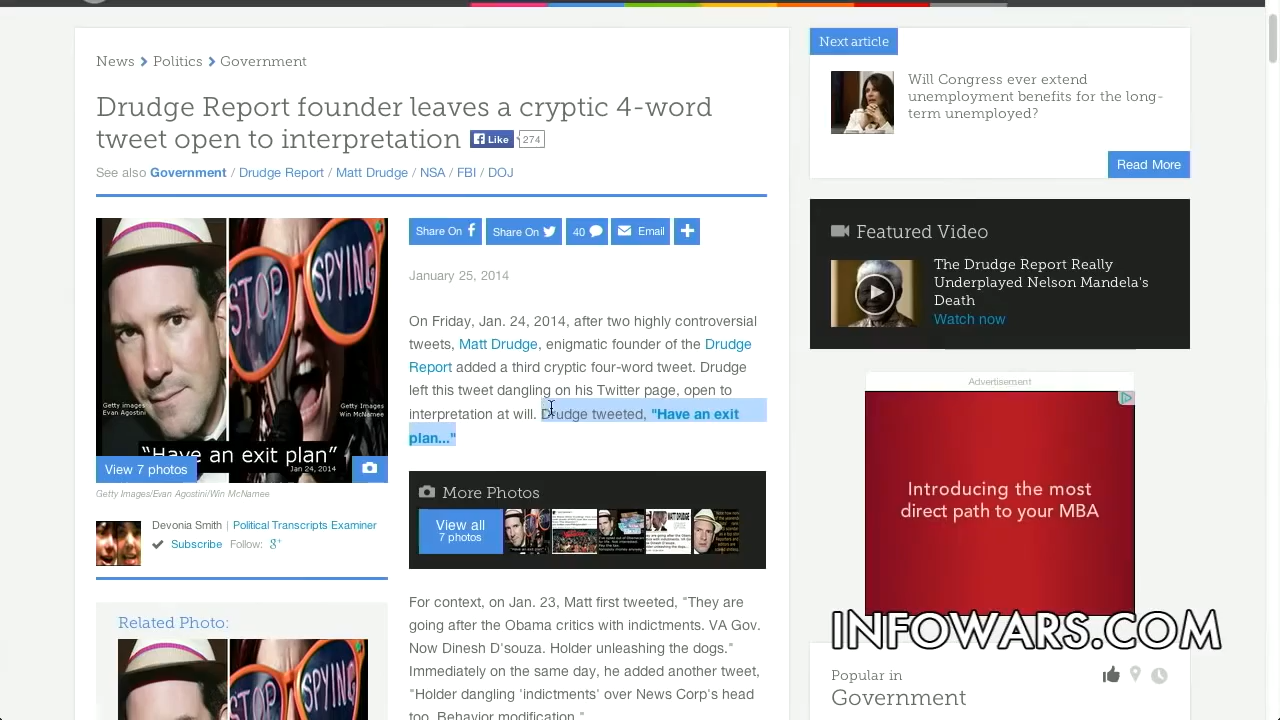 News > Politics > Government
Drudge Report founder leaves a cryptic 4-word
tweet open to interpretation
Like
274
See also Government / Drudge Report / Matt Drudge / NSA / FBI / DOJ
STOP
SPYING
Getty Images
Evan Agostini
Getty Images
Win McNamee
"Have an exit plan"
Jan 24, 2014
View 7 photos
Getty Images/Evan Agostini/Win McNamee
Devonia Smith | Political Transcripts Examiner
Subscribe Follow:
Related Photo:
STOP
SPYING
Share On
Share On
40
Email
January 25, 2014
On Friday, Jan. 24, 2014, after two highly controversial
tweets, Matt Drudge, enigmatic founder of the Drudge
Report added a third cryptic four-word tweet. Drudge
left this tweet dangling on his Twitter page, open to
interpretation at will. Drudge tweeted, "Have an exit
plan..."
More Photos
View all
7 photos
For context, on Jan. 23, Matt first tweeted, "They are
going after the Obama critics with indictments. VA Gov.
Now Dinesh D'souza. Holder unleashing the dogs."
Immediately on the same day, he added another tweet,
"Holder dangling 'indictments' over News Corp's head
too. Behavior modification."
Next article
Will Congress ever extend
unemployment benefits for the long-
term unemployed?
Read More
Featured Video
The Drudge Report Really
Underplayed Nelson Mandela's
Death
Watch now
Advertisement
Introducing the most
direct path to your MBA
INFOWARS.COM
Popular in
Government